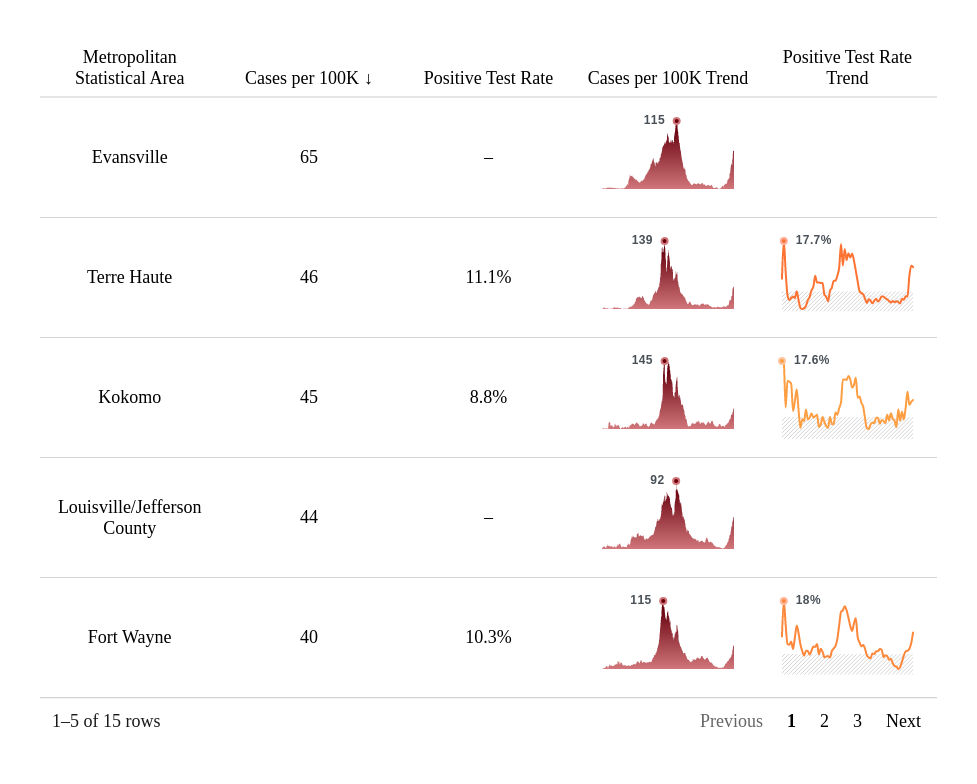 Metropolitan
Statistical Area
Cases per 100K ↓
Positive Test Rate
Cases per 100K Trend
Positive Test Rate
Trend
Evansville
65
–
115
Terre Haute
46
11.1%
139
17.7%
Kokomo
45
8.8%
145
17.6%
Louisville/Jefferson
County
44
–
92
Fort Wayne
40
10.3%
115
18%
1–5 of 15 rows
Previous 1 2 3 Next